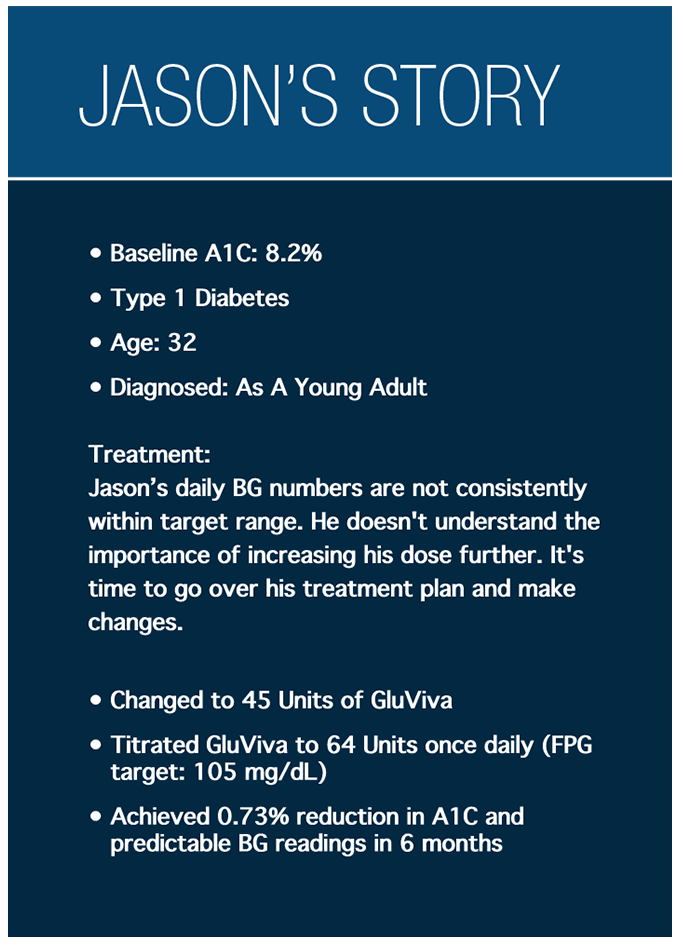 JASON’S STORY
• Baseline A1C: 8.2%
• Type 1 Diabetes
• Age: 32
• Diagnosed: As A Young Adult
Treatment:
Jason’s daily BG numbers are not consistently
within target range. He doesn't understand the
importance of increasing his dose further. It's
time to go over his treatment plan and make
changes.
• Changed to 45 Units of GluViva
• Titrated GluViva to 64 Units once daily (FPG
target: 105 mg/dL)
• Achieved 0.73% reduction in A1C and
predictable BG readings in 6 months